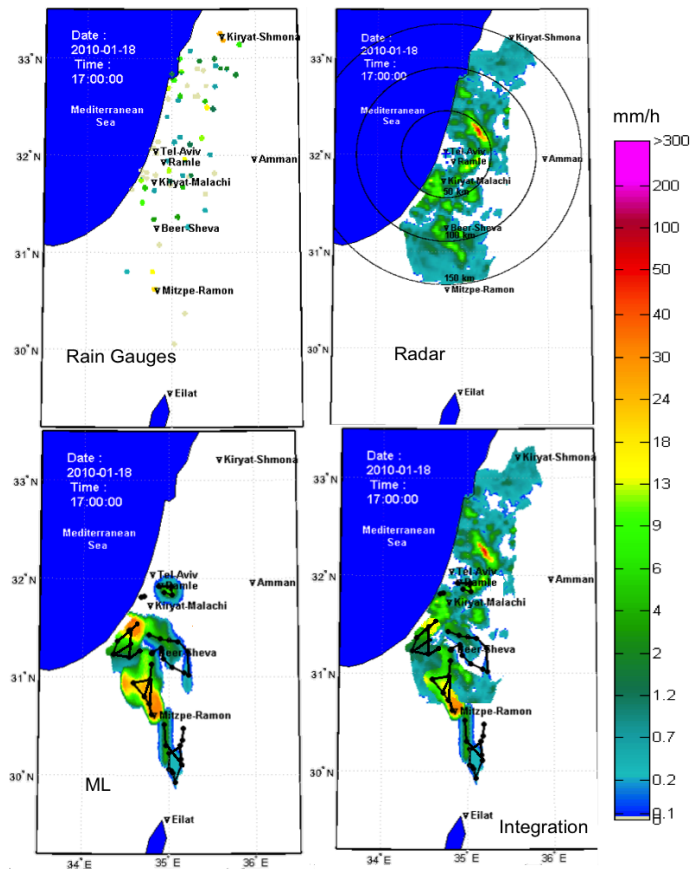 Date :
2010-01-18
Time :
17:00:00
Mediterranean
Sea
Kiryat-Shmona
Tel-Aviv
Ramle
Amman
Kiryat-Malachi
Beer-Sheva
Mitzpe-Ramon
Eilat
33°N
32°N
31°N
30°N
Rain Gauges
Date :
2010-01-18
Time :
17:00:00
Mediterranean
Sea
Kiryat-Shmona
Tel-Aviv
Ramle
Amman
Kiryat-Malachi
50 km
Beer-Sheva
100 km
150 km
Mitzpe-Ramon
Eilat
33°N
32°N
31°N
30°N
Radar
Date :
2010-01-18
Time :
17:00:00
Mediterranean
Sea
Kiryat-Shmona
Tel-Aviv
Ramle
Amman
Kiryat-Malachi
Beer-Sheva
Mitzpe-Ramon
Eilat
33°N
32°N
31°N
30°N
34°E
35°E
36°E
ML
Date :
2010-01-18
Time :
17:00:00
Mediterranean
Sea
Kiryat-Shmona
Tel-Aviv
Ramle
Amman
Kiryat-Malachi
Beer-Sheva
Mitzpe-Ramon
Eilat
33°N
32°N
31°N
30°N
34°E
35°E
36°E
Integration
mm/h
>300
200
100
50
40
30
24
18
13
9
6
4
2
1.2
0.7
0.2
0.1
0